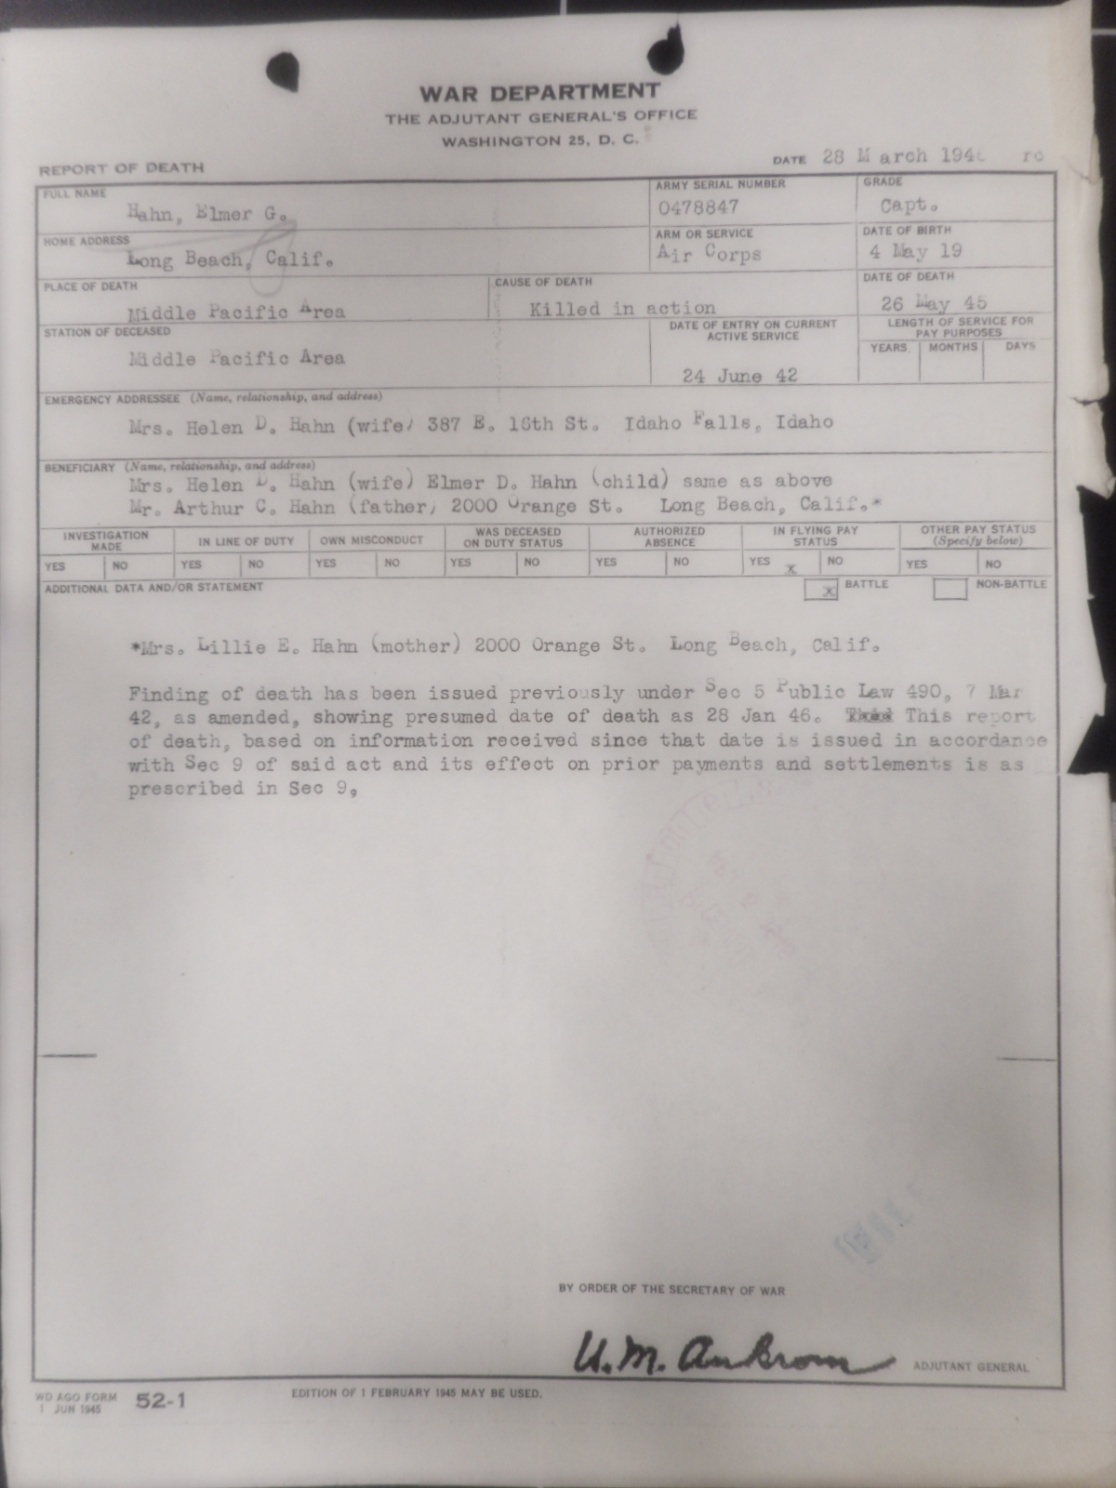 WAR DEPARTMENT
THE ADJUTANT GENERAL'S OFFICE
WASHINGTON 25, D. C.
REPORT OF DEATH
DATE 28 March 194
FULL NAME
Hahn, Elmer G.
ARMY SERIAL NUMBER
0478847
GRADE
Capt.
HOME ADDRESS
Long Beach, Calif.
ARM OR SERVICE
Air Corps
DATE OF BIRTH
4 May 19
PLACE OF DEATH
Middle Pacific Area
CAUSE OF DEATH
Killed in action
DATE OF DEATH
26 May 45
STATION OF DECEASED
Middle Pacific Area
DATE OF ENTRY ON CURRENT
ACTIVE SERVICE
24 June 42
LENGTH OF SERVICE FOR
PAY PURPOSES
YEARS MONTHS DAYS
EMERGENCY ADDRESSEE (Name, relationship, and address)
Mrs. Helen D. Hahn (wife) 387 E. 16th St. Idaho Falls, Idaho
BENEFICIARY (Name, relationship, and address)
Mrs. Helen D. Hahn (wife) Elmer D. Hahn (child) same as above
Mr. Arthur C. Hahn (father) 2000 Orange St. Long Beach, Calif.*
INVESTIGATION
MADE
IN LINE OF DUTY
OWN MISCONDUCT
WAS DECEASED
ON DUTY STATUS
AUTHORIZED
ABSENCE
IN FLYING PAY
STATUS
OTHER PAY STATUS
(Specify below)
YES NO YES NO YES NO YES NO YES NO YES x NO YES NO
ADDITIONAL DATA AND/OR STATEMENT
x BATTLE NON-BATTLE
*Mrs. Lillie E. Hahn (mother) 2000 Orange St. Long Beach, Calif.
Finding of death has been issued previously under Sec 5 Public Law 490, 7 Mar
42, as amended, showing presumed date of death as 28 Jan 46. This report
of death, based on information received since that date is issued in accordance
with Sec 9 of said act and its effect on prior payments and settlements is as
prescribed in Sec 9,
BY ORDER OF THE SECRETARY OF WAR
U.M. Ankrom
ADJUTANT GENERAL
WD AGO FORM
1 JUN 1945
52-1
EDITION OF 1 FEBRUARY 1945 MAY BE USED.